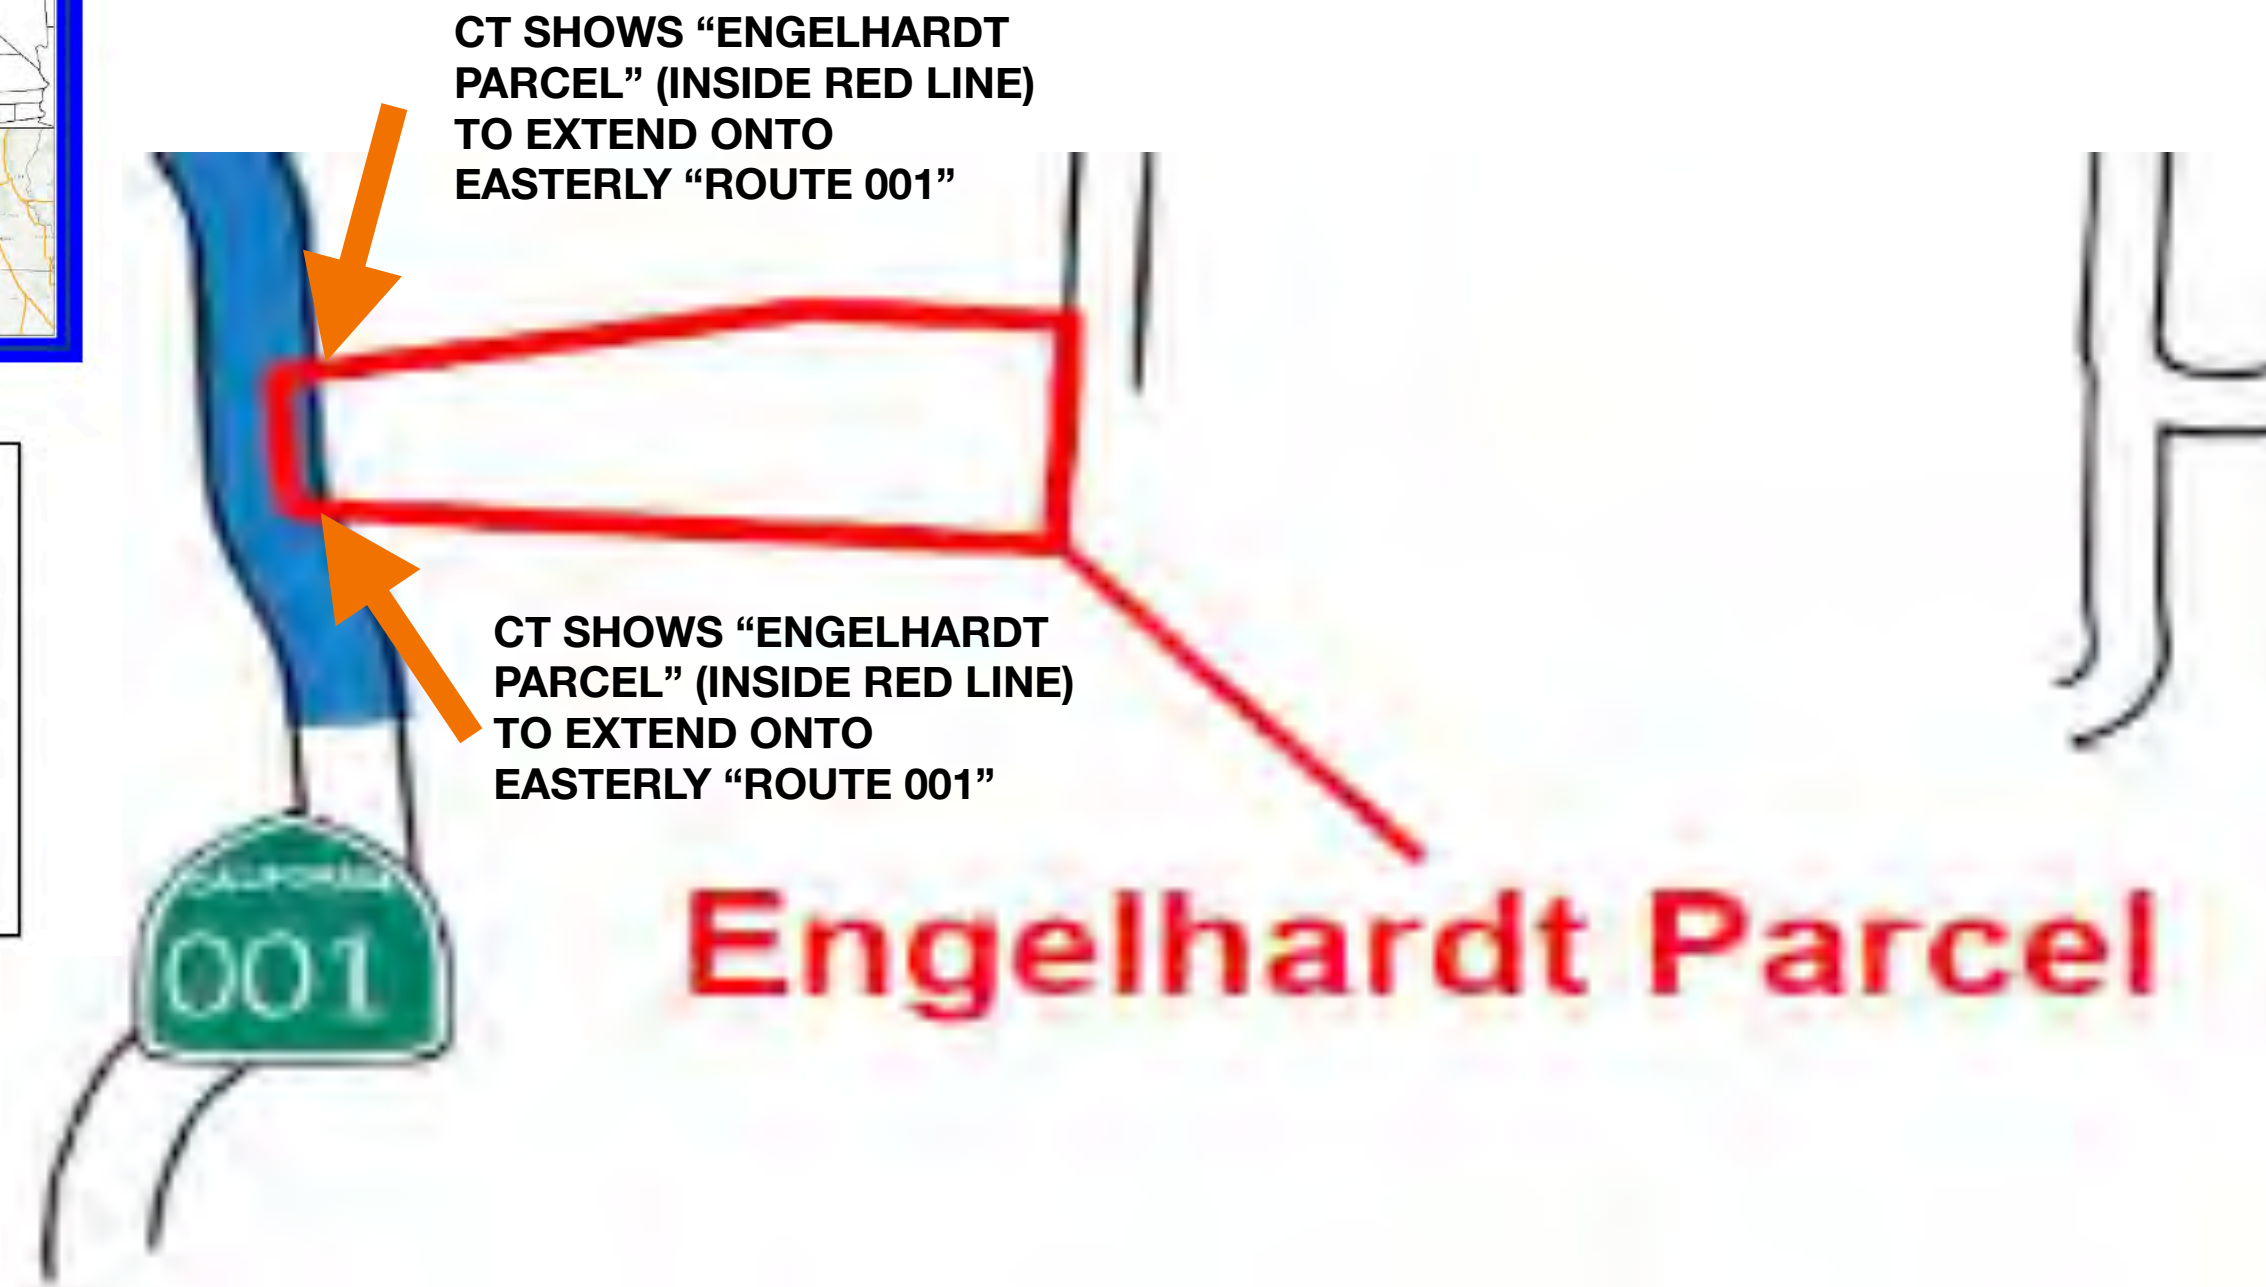 CT SHOWS “ENGELHARDT
PARCEL” (INSIDE RED LINE)
TO EXTEND ONTO
EASTERLY “ROUTE 001”
CT SHOWS “ENGELHARDT
PARCEL” (INSIDE RED LINE)
TO EXTEND ONTO
EASTERLY “ROUTE 001”
CALIFORNIA
001
Engelhardt Parcel